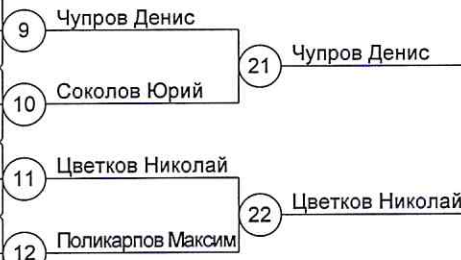 9 Чупров Денис
21 Чупров Денис
10 Соколов Юрий
11 Цветков Николай
22 Цветков Николай
12 Поликарпов Максим